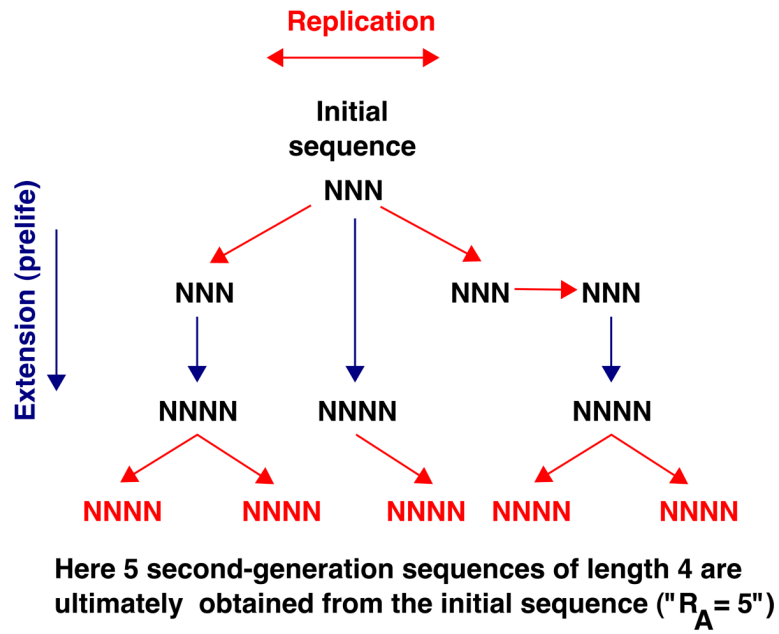 Replication
Initial
sequence
NNN
Extension (prelife)
NNN NNN NNN
NNNN NNNN NNNN
NNNN NNNN NNNN NNNN NNNN
Here 5 second-generation sequences of length 4 are
ultimately obtained from the initial sequence ("R_A = 5")